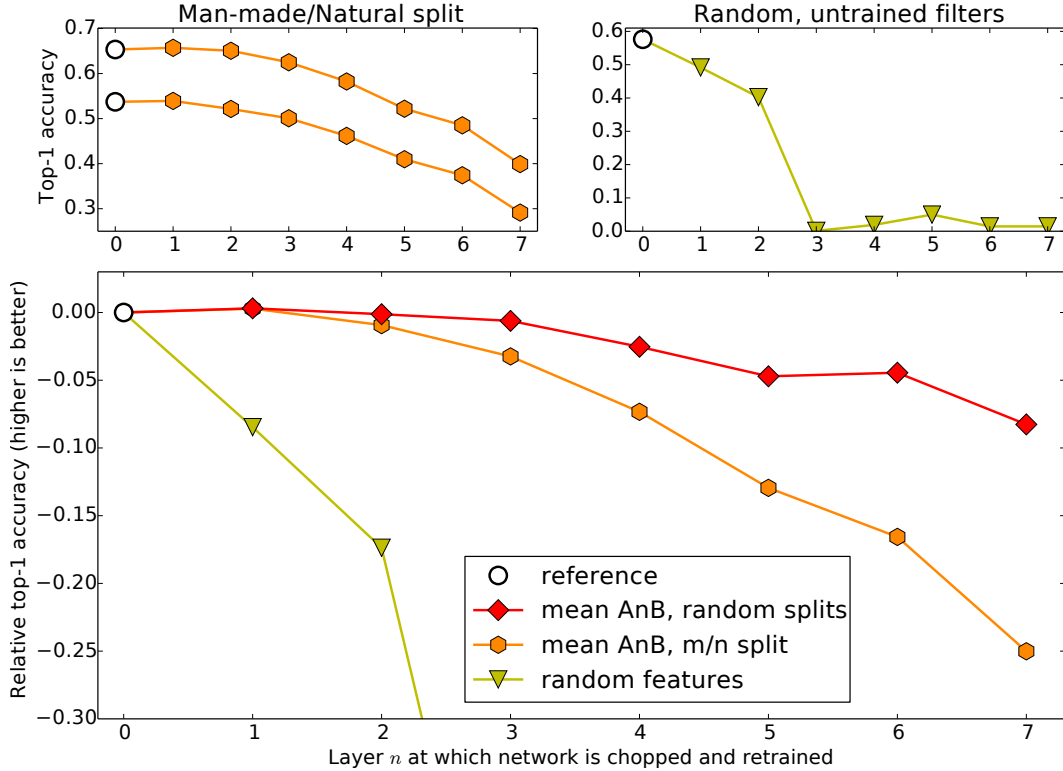 Man-made/Natural split
0.7
0.6
0.5
0.4
0.3
Top-1 accuracy
0 1 2 3 4 5 6 7
Random, untrained filters
0.6
0.5
0.4
0.3
0.2
0.1
0.0
0 1 2 3 4 5 6 7
Relative top-1 accuracy (higher is better)
0.00
−0.05
−0.10
−0.15
−0.20
−0.25
−0.30
reference
mean AnB, random splits
mean AnB, m/n split
random features
0 1 2 3 4 5 6 7
Layer n at which network is chopped and retrained